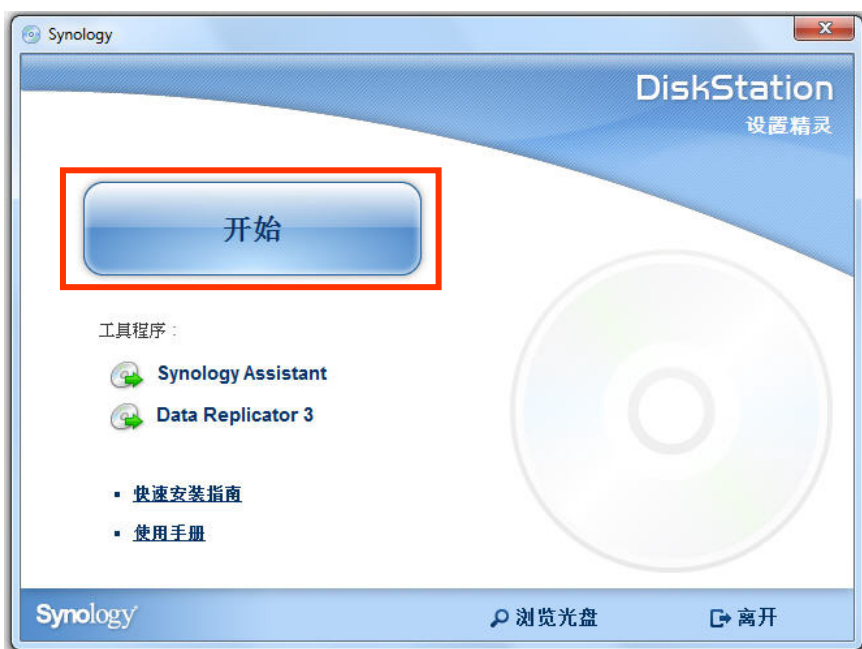 Synology
DiskStation
设置精灵
开始
工具程序：
Synology Assistant
Data Replicator 3
快速安装指南
使用手册
Synology
浏览光盘
离开